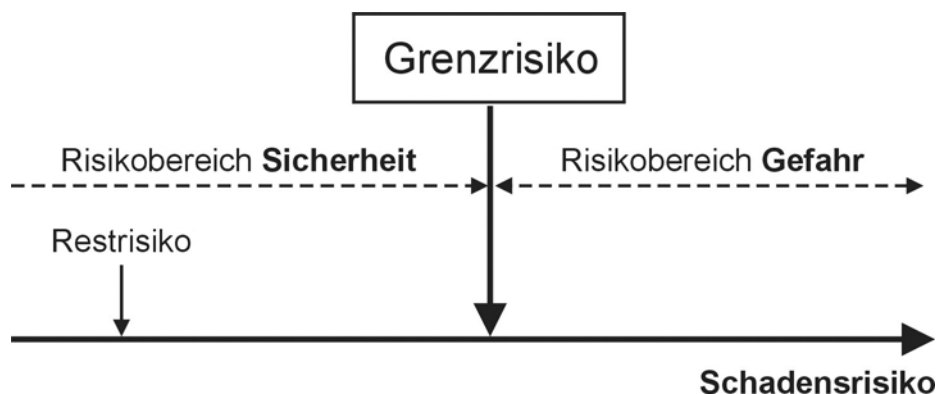 Grenzrisiko
Risikobereich Sicherheit
Risikobereich Gefahr
Restrisiko
Schadensrisiko